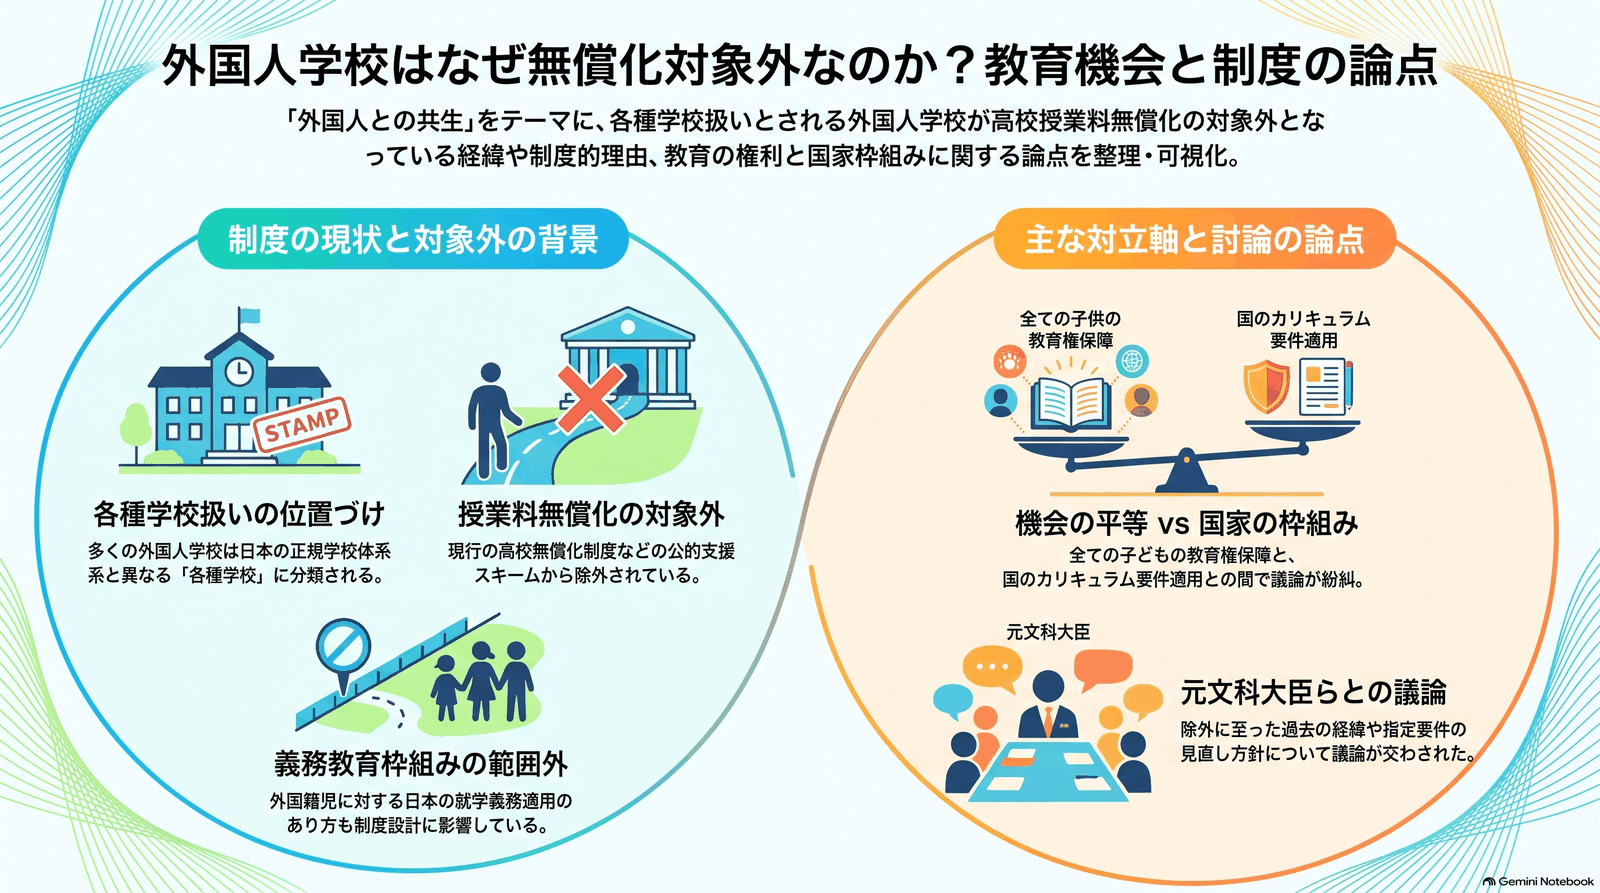 外国人学校はなぜ無償化対象外なのか？教育機会と制度の論点
「外国人との共生」をテーマに、各種学校扱いとされる外国人学校が高校授業料無償化の対象外とな
っている経緯や制度的理由、教育の権利と国家枠組みに関する論点を整理・可視化。
制度の現状と対象外の背景
STAMP
各種学校扱いの位置づけ
多くの外国人学校は日本の正規学校体系
系と異なる「各種学校」に分類される。
授業料無償化の対象外
現行の高校無償化制度などの公的支援
スキームから除外されている。
義務教育枠組みの範囲外
外国籍児に対する日本の就学義務適用の
あり方も制度設計に影響している。
主な対立軸と討論の論点
全ての子供の
教育権保障
国のカリキュラム
要件適用
機会の平等 vs 国家の枠組み
全ての子どもの教育権保障と、
国のカリキュラム要件適用との間で議論が紛糾。
元文科大臣
元文科大臣らとの議論
除外に至った過去の経緯や指定要件の
見直し方針について議論が交わされた。
Gemini Notebook